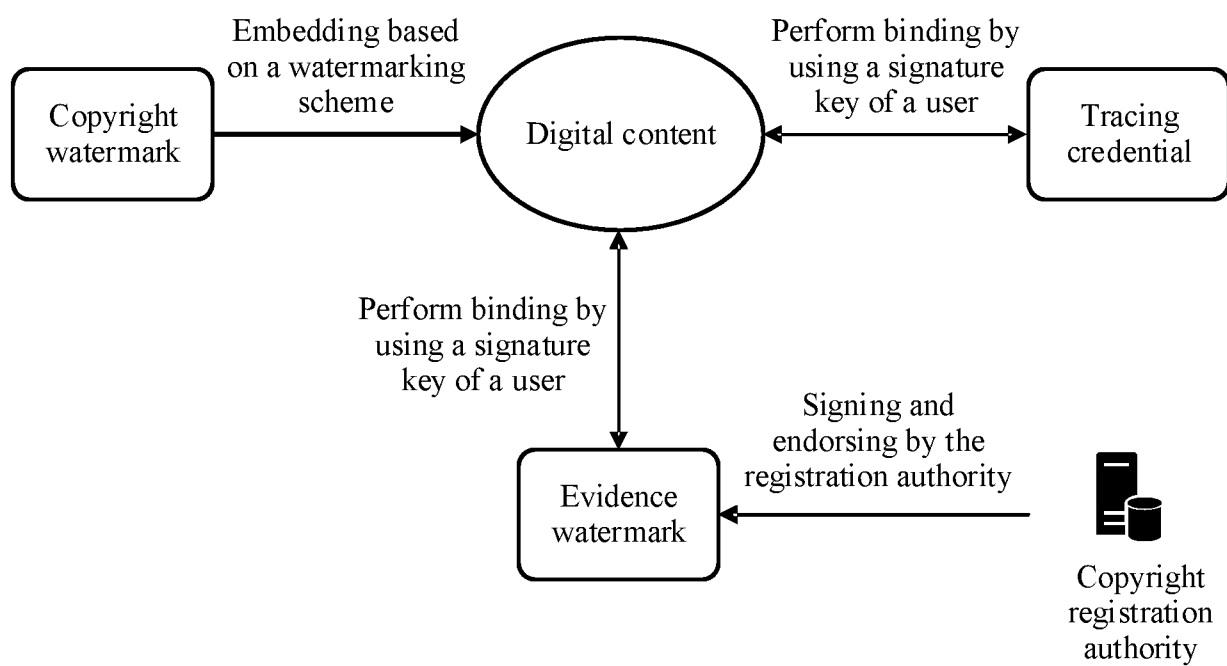 Embedding based
on a watermarking
scheme
Copyright
watermark
Digital content
Perform binding by
using a signature
key of a user
Tracing
credential
Perform binding by
using a signature
key of a user
Signing and
endorsing by the
registration authority
Evidence
watermark
Copyright
registration
authority